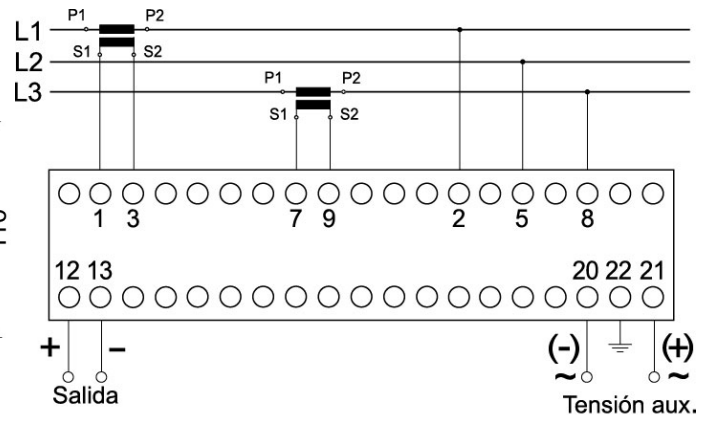 P1 P2
L1
S1 S2
L2
P1 P2
L3
S1 S2
1 3 7 9 2 5 8
12 13 20 22 21
+ – (-) (+)
~ ~
Salida
Tensión aux.